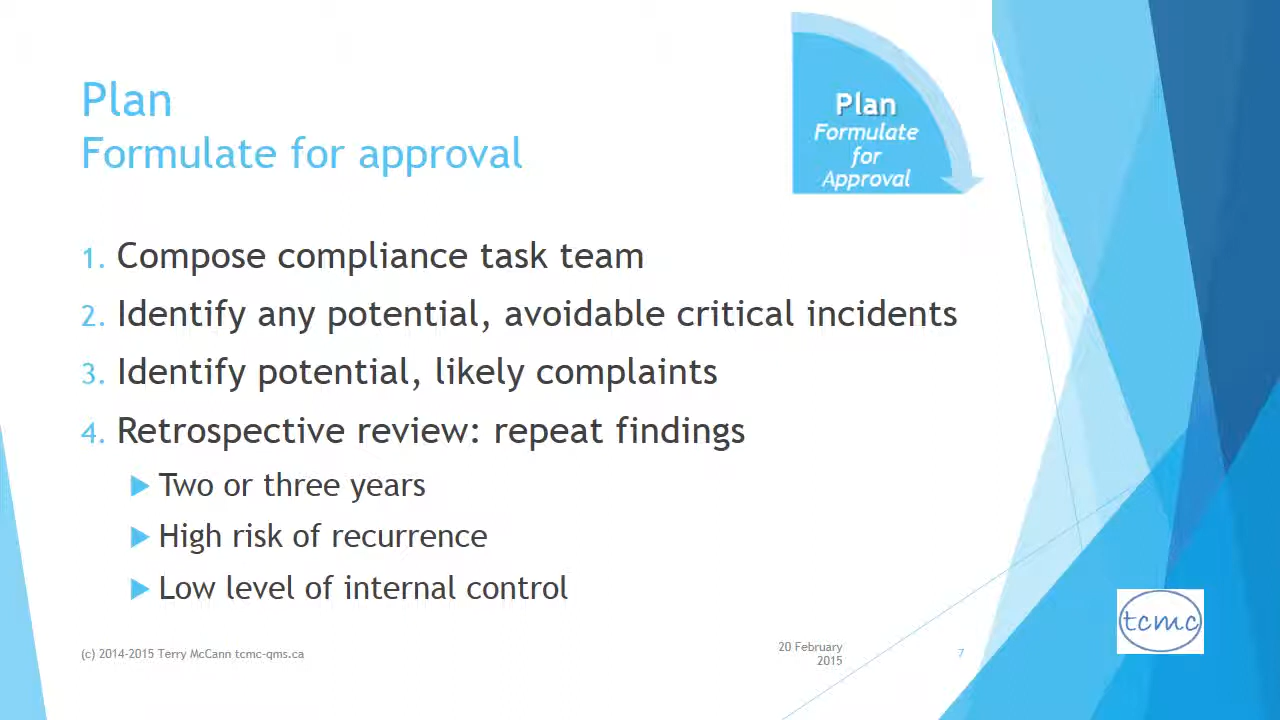 Plan
Formulate for approval
Plan
Formulate
for
Approval
1. Compose compliance task team
2. Identify any potential, avoidable critical incidents
3. Identify potential, likely complaints
4. Retrospective review: repeat findings
Two or three years
High risk of recurrence
Low level of internal control
tcmc
(c) 2014-2015 Terry McCann tcmc-qms.ca
20 February
2015
7